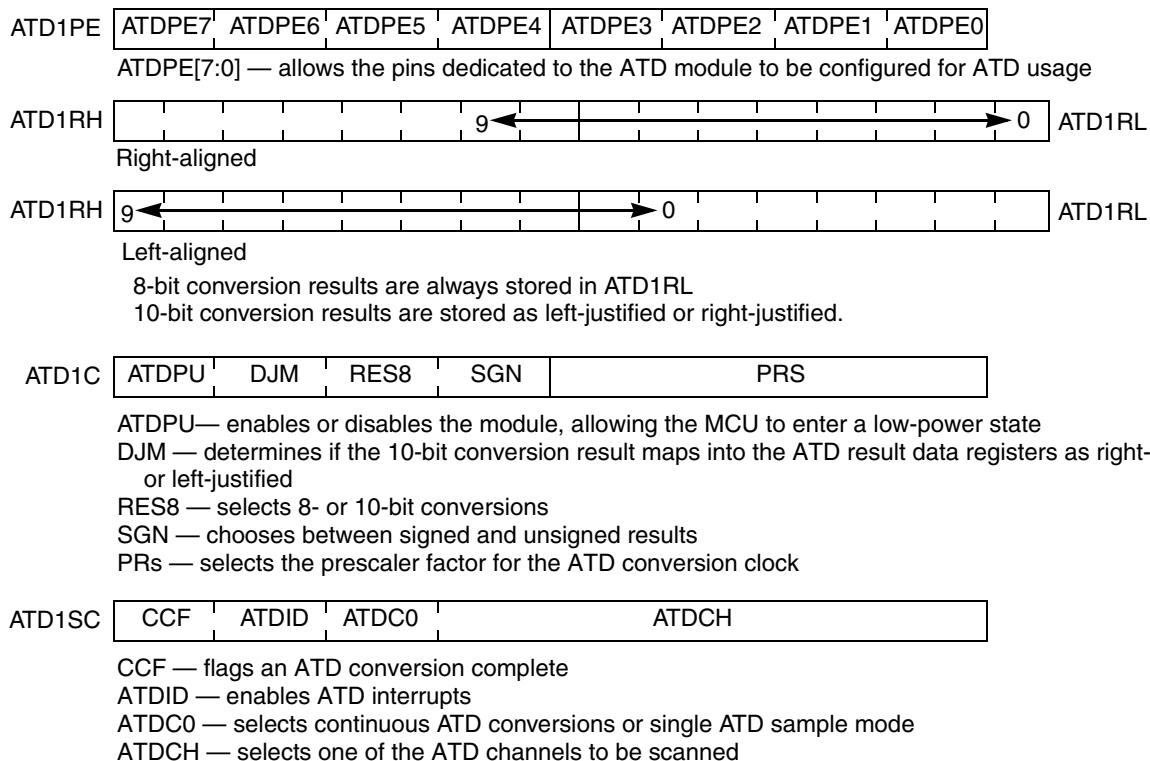 ATD1PE ATDPE7 ATDPE6 ATDPE5 ATDPE4 ATDPE3 ATDPE2 ATDPE1 ATDPE0
ATDPE[7:0] — allows the pins dedicated to the ATD module to be configured for ATD usage
ATD1RH 9 0 ATD1RL
Right-aligned
ATD1RH 9 0 ATD1RL
Left-aligned
8-bit conversion results are always stored in ATD1RL
10-bit conversion results are stored as left-justified or right-justified.
ATD1C ATDPU DJM RES8 SGN PRS
ATDPU— enables or disables the module, allowing the MCU to enter a low-power state
DJM — determines if the 10-bit conversion result maps into the ATD result data registers as right-
or left-justified
RES8 — selects 8- or 10-bit conversions
SGN — chooses between signed and unsigned results
PRs — selects the prescaler factor for the ATD conversion clock
ATD1SC CCF ATDID ATDC0 ATDCH
CCF — flags an ATD conversion complete
ATDID — enables ATD interrupts
ATDC0 — selects continuous ATD conversions or single ATD sample mode
ATDCH — selects one of the ATD channels to be scanned